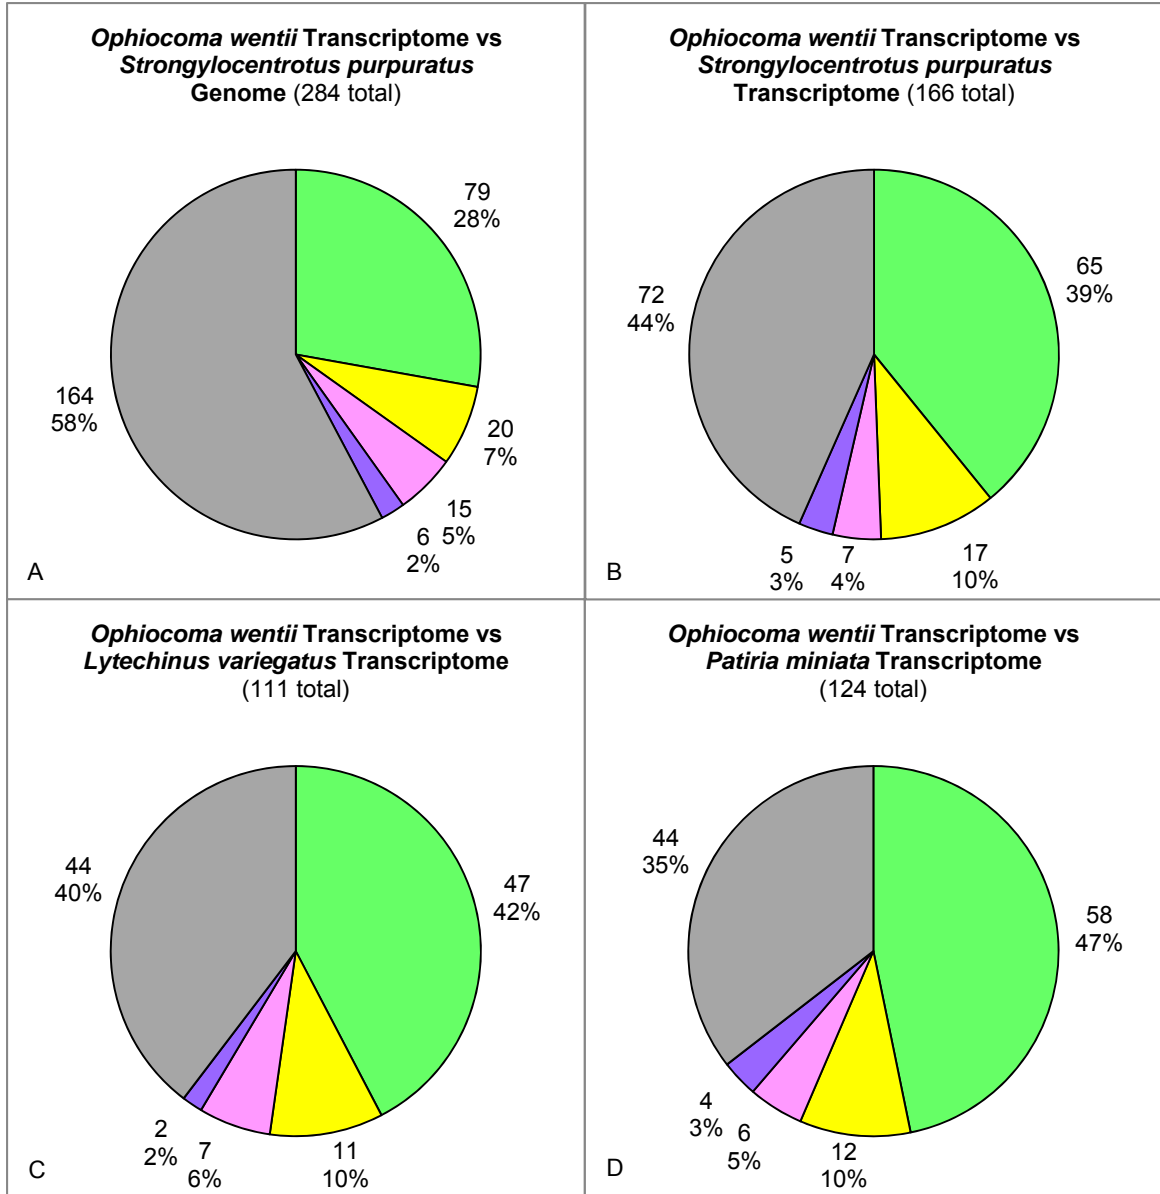 Ophiocoma wentii Transcriptome vs
Strongylocentrotus purpuratus
Genome (284 total)
79
28%
20
7%
15
5%
6
2%
164
58%
A
Ophiocoma wentii Transcriptome vs
Strongylocentrotus purpuratus
Transcriptome (166 total)
65
39%
17
10%
7
4%
5
3%
72
44%
B
Ophiocoma wentii Transcriptome vs
Lytechinus variegatus Transcriptome
(111 total)
47
42%
11
10%
7
6%
2
2%
44
40%
C
Ophiocoma wentii Transcriptome vs
Patiria miniata Transcriptome
(124 total)
58
47%
12
10%
6
5%
4
3%
44
35%
D